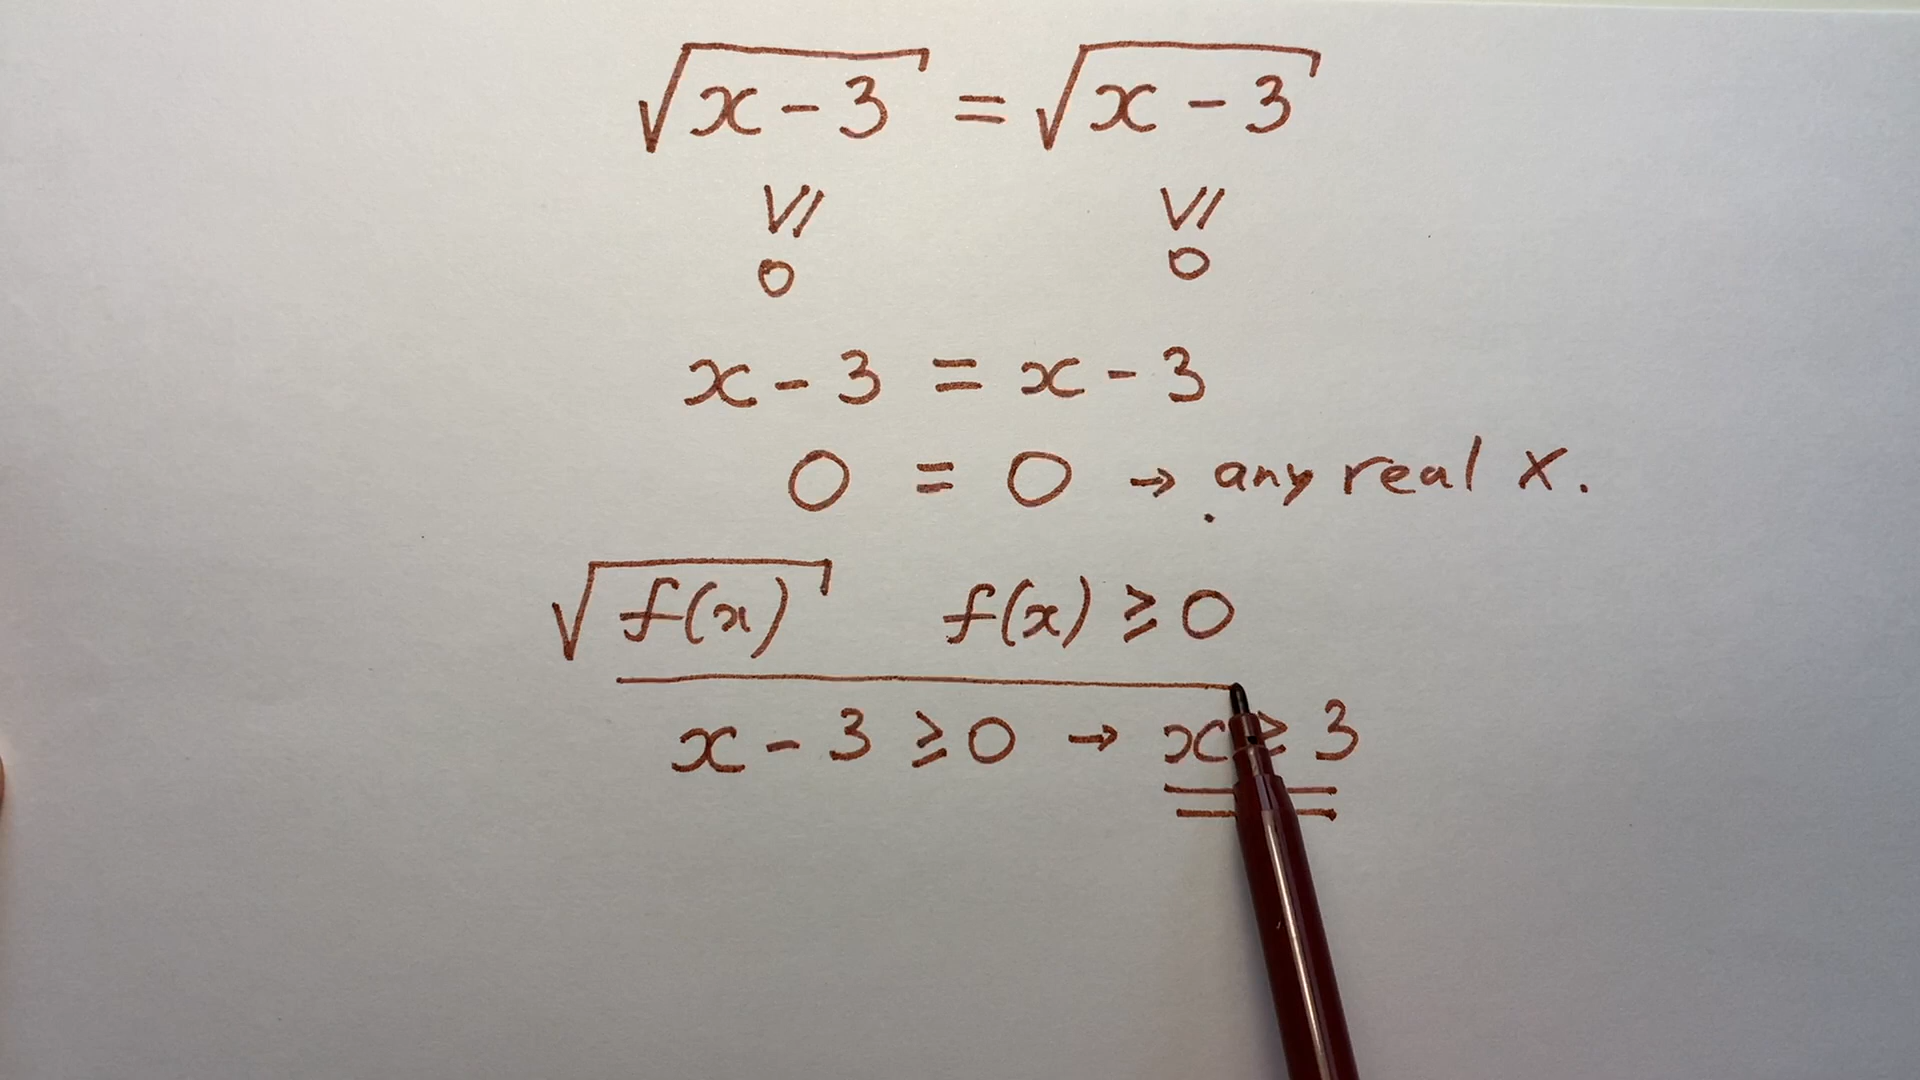 √x - 3 = √x - 3
V/ V/
0 0
x - 3 = x - 3
0 = 0 → any real x.
√f(x) f(x) ≥ 0
x - 3 ≥ 0 → x ≥ 3